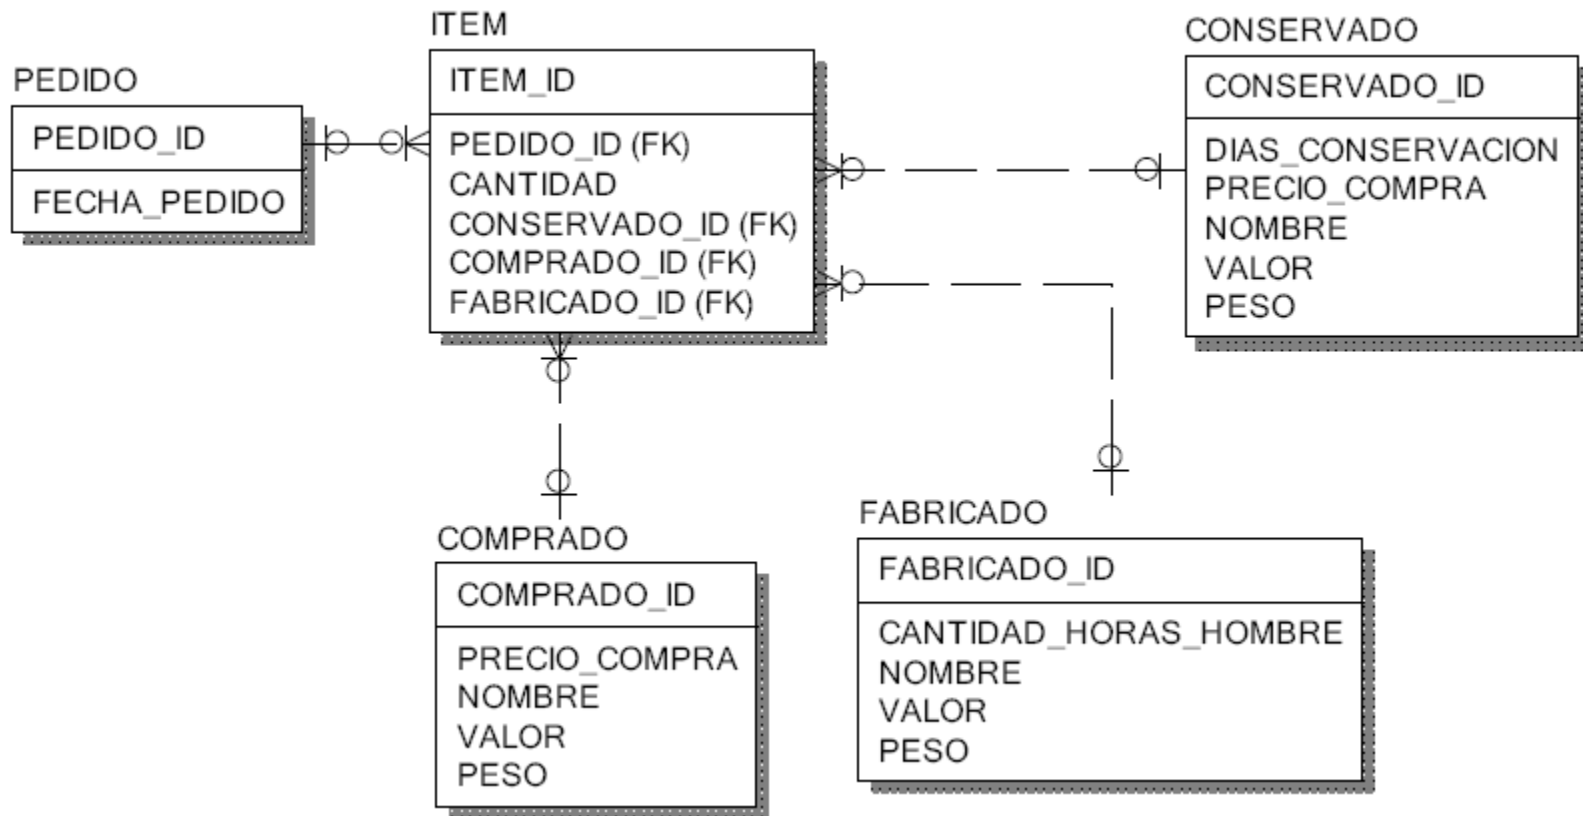 PEDIDO
PEDIDO_ID
FECHA_PEDIDO
ITEM
ITEM_ID
PEDIDO_ID (FK)
CANTIDAD
CONSERVADO_ID (FK)
COMPRADO_ID (FK)
FABRICADO_ID (FK)
CONSERVADO
CONSERVADO_ID
DIAS_CONSERVACION
PRECIO_COMPRA
NOMBRE
VALOR
PESO
COMPRADO
COMPRADO_ID
PRECIO_COMPRA
NOMBRE
VALOR
PESO
FABRICADO
FABRICADO_ID
CANTIDAD_HORAS_HOMBRE
NOMBRE
VALOR
PESO